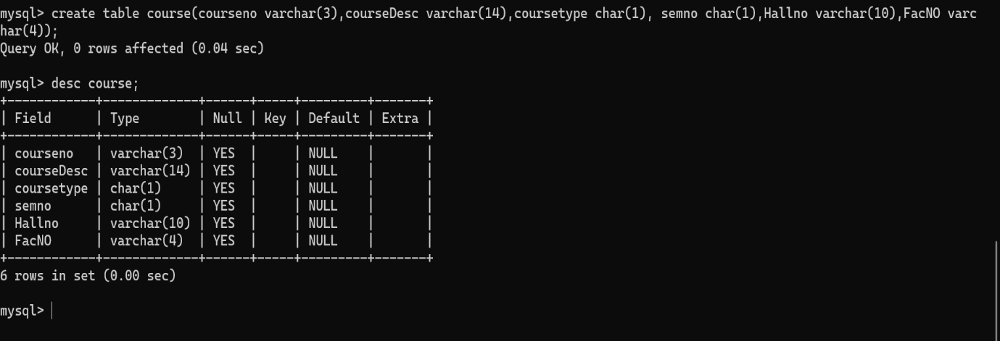 mysql> create table course(courseno varchar(3),courseDesc varchar(14),coursetype char(1), semno char(1),Hallno varchar(10),FacNO varc
har(4));
Query OK, 0 rows affected (0.04 sec)

mysql> desc course;
+------------+-------------+------+-----+---------+-------+
| Field      | Type        | Null | Key | Default | Extra |
+------------+-------------+------+-----+---------+-------+
| courseno   | varchar(3)  | YES  |     | NULL    |       |
| courseDesc | varchar(14) | YES  |     | NULL    |       |
| coursetype | char(1)     | YES  |     | NULL    |       |
| semno      | char(1)     | YES  |     | NULL    |       |
| Hallno     | varchar(10) | YES  |     | NULL    |       |
| FacNO      | varchar(4)  | YES  |     | NULL    |       |
+------------+-------------+------+-----+---------+-------+
6 rows in set (0.00 sec)

mysql>